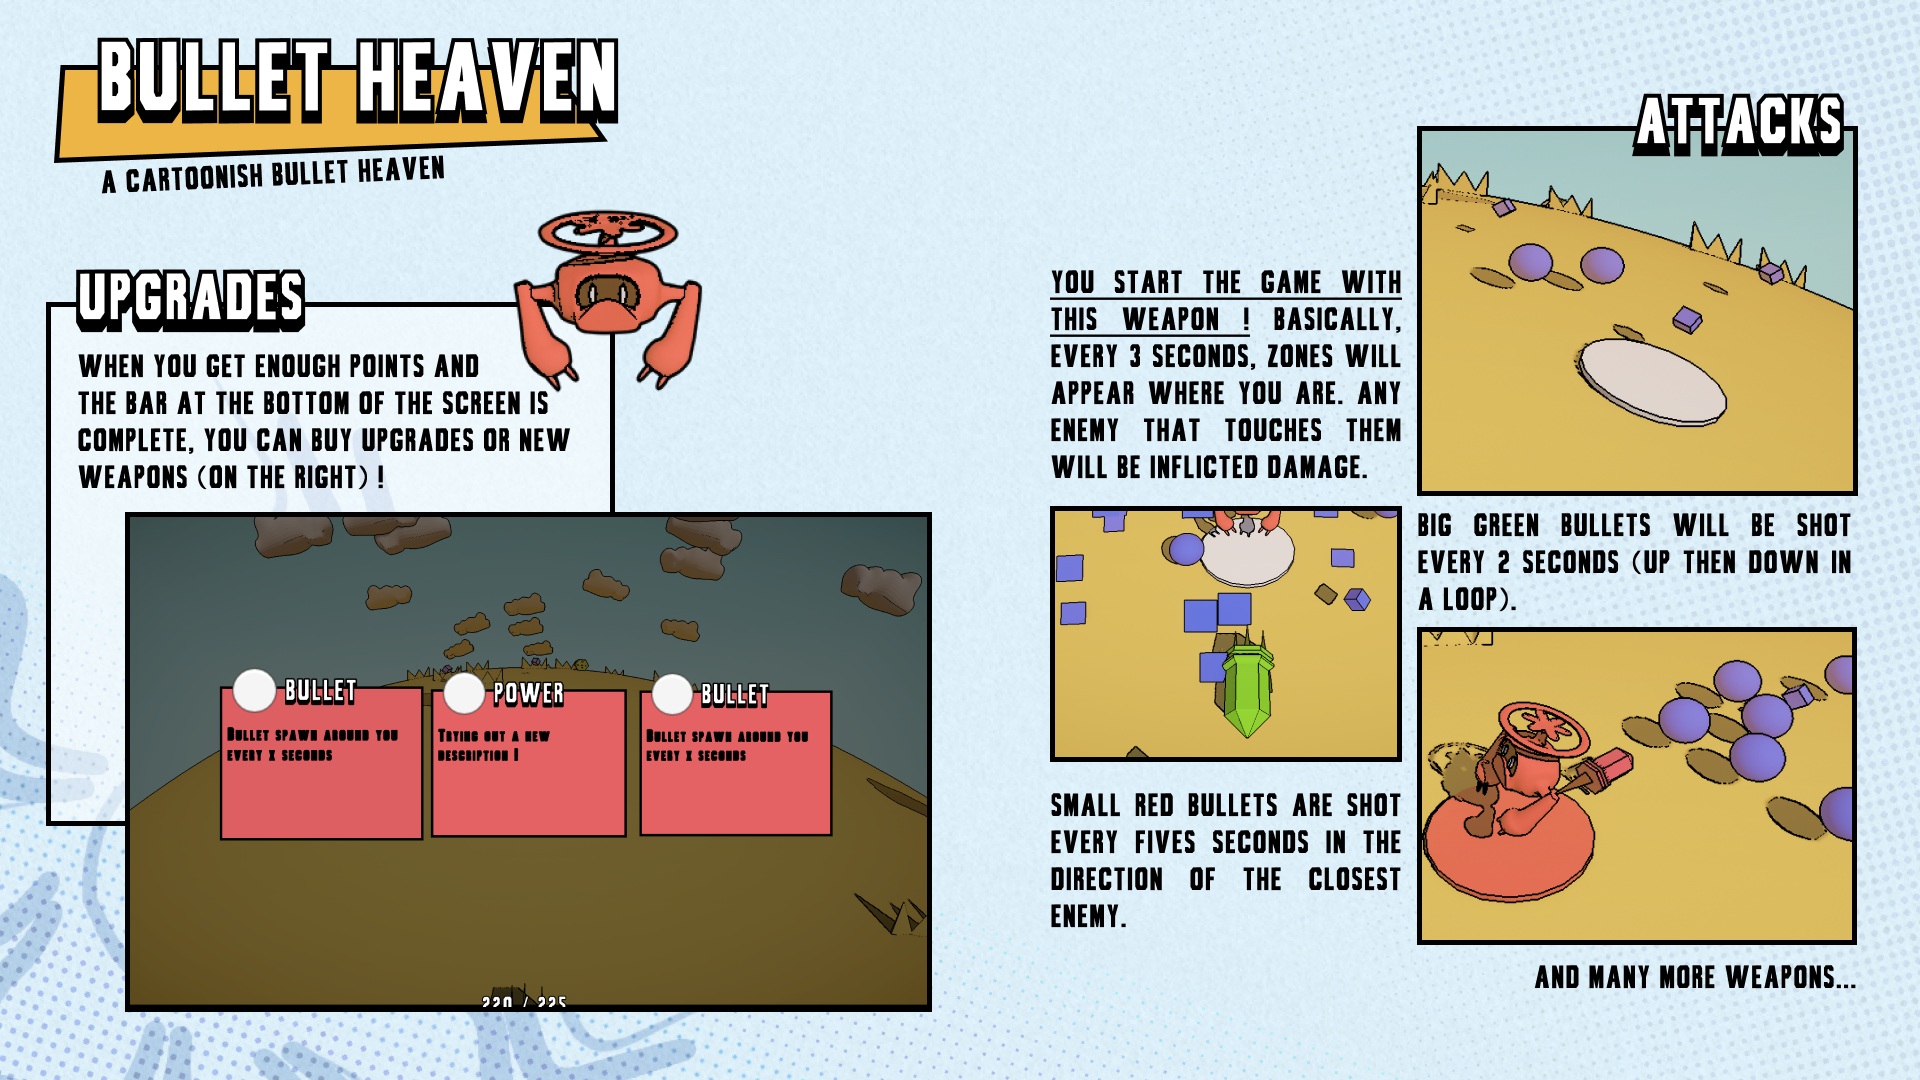 BULLET HEAVEN
A CARTOONISH BULLET HEAVEN
UPGRADES
WHEN YOU GET ENOUGH POINTS AND
THE BAR AT THE BOTTOM OF THE SCREEN IS
COMPLETE, YOU CAN BUY UPGRADES OR NEW
WEAPONS (ON THE RIGHT) !
BULLET
BULLET SPAWN AROUND YOU
EVERY X SECONDS
POWER
TRYING OUT A NEW
DESCRIPTION !
BULLET
BULLET SPAWN AROUND YOU
EVERY X SECONDS
220 / 225
ATTACKS
YOU START THE GAME WITH
THIS WEAPON ! BASICALLY,
EVERY 3 SECONDS, ZONES WILL
APPEAR WHERE YOU ARE. ANY
ENEMY THAT TOUCHES THEM
WILL BE INFLICTED DAMAGE.
BIG GREEN BULLETS WILL BE SHOT
EVERY 2 SECONDS (UP THEN DOWN IN
A LOOP).
SMALL RED BULLETS ARE SHOT
EVERY FIVES SECONDS IN THE
DIRECTION OF THE CLOSEST
ENEMY.
AND MANY MORE WEAPONS...